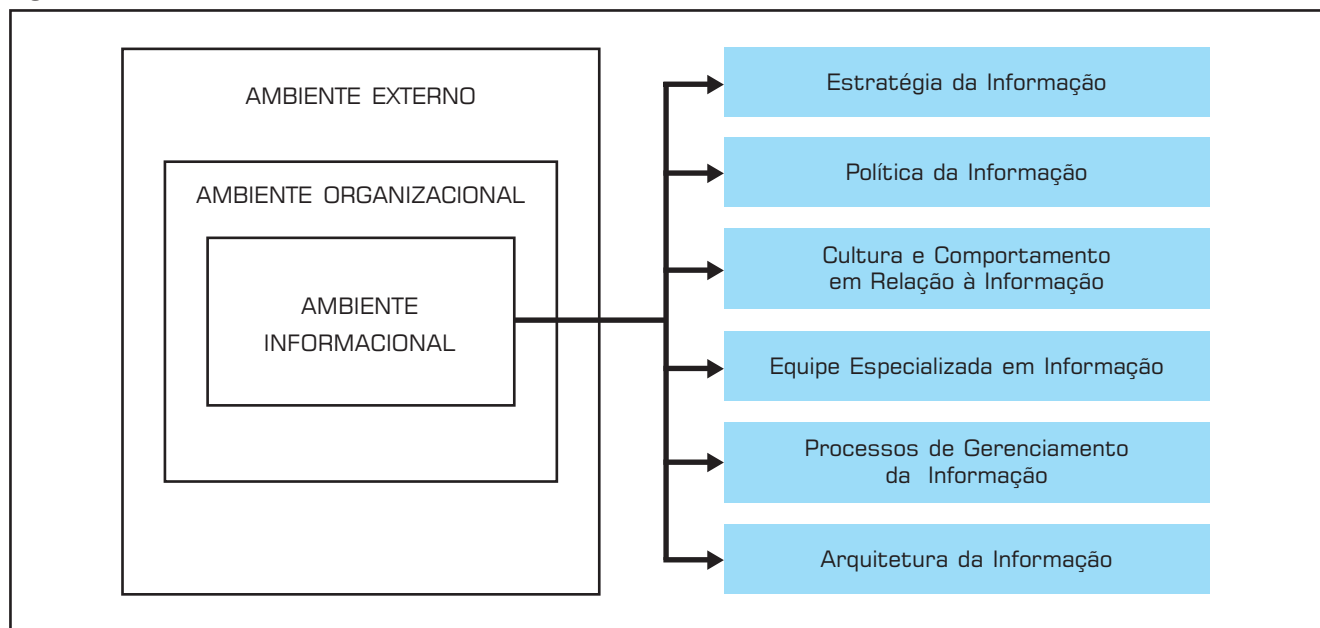 AMBIENTE EXTERNO
AMBIENTE ORGANIZACIONAL
AMBIENTE
INFORMACIONAL
Estratégia da Informação
Política da Informação
Cultura e Comportamento
em Relação à Informação
Equipe Especializada em Informação
Processos de Gerenciamento
da Informação
Arquitetura da Informação